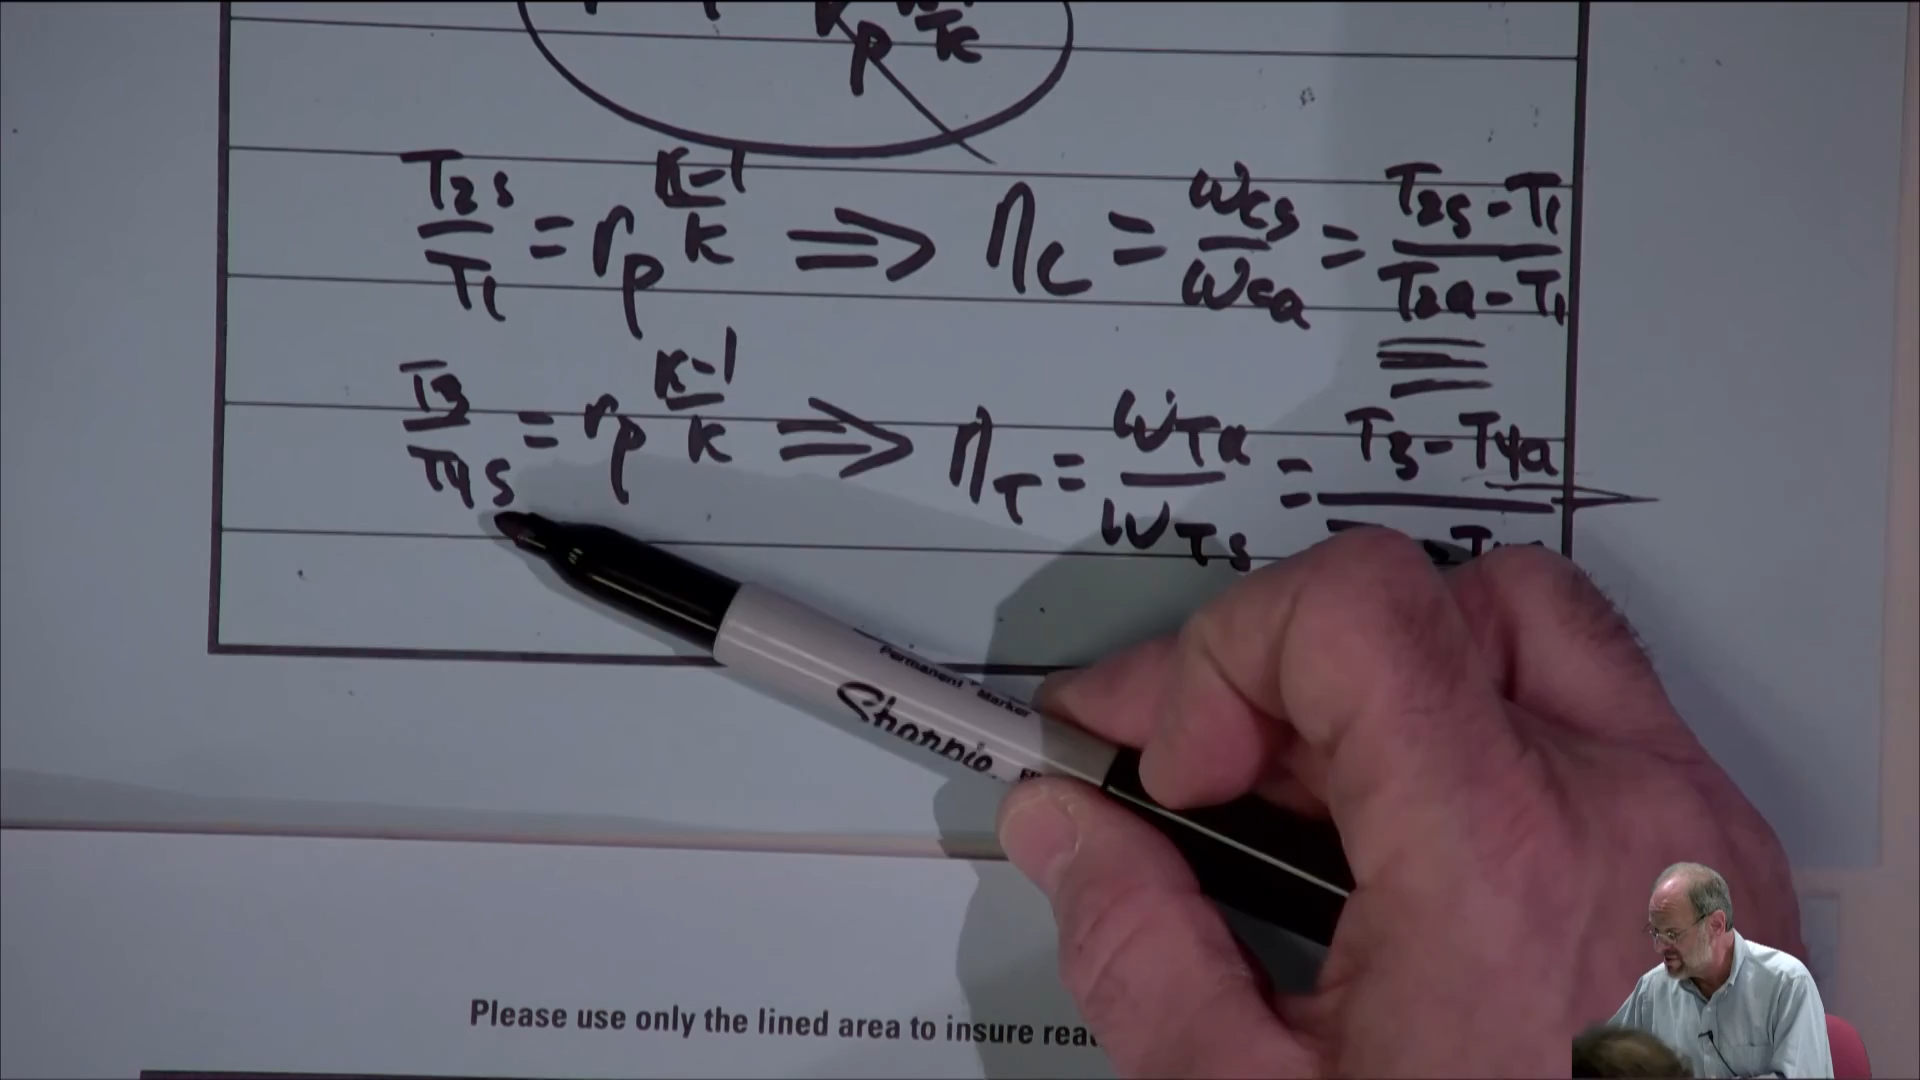 T2s/T1 = rp^(k-1/k) ⇒ ηc = wcs/wca = T2s-T1/T2a-T1
T3/T4s = rp^(k-1/k) ⇒ ηT = wTa/wTs = T3-T4a/
Permanent Marker
Sharpie
Please use only the lined area to insure